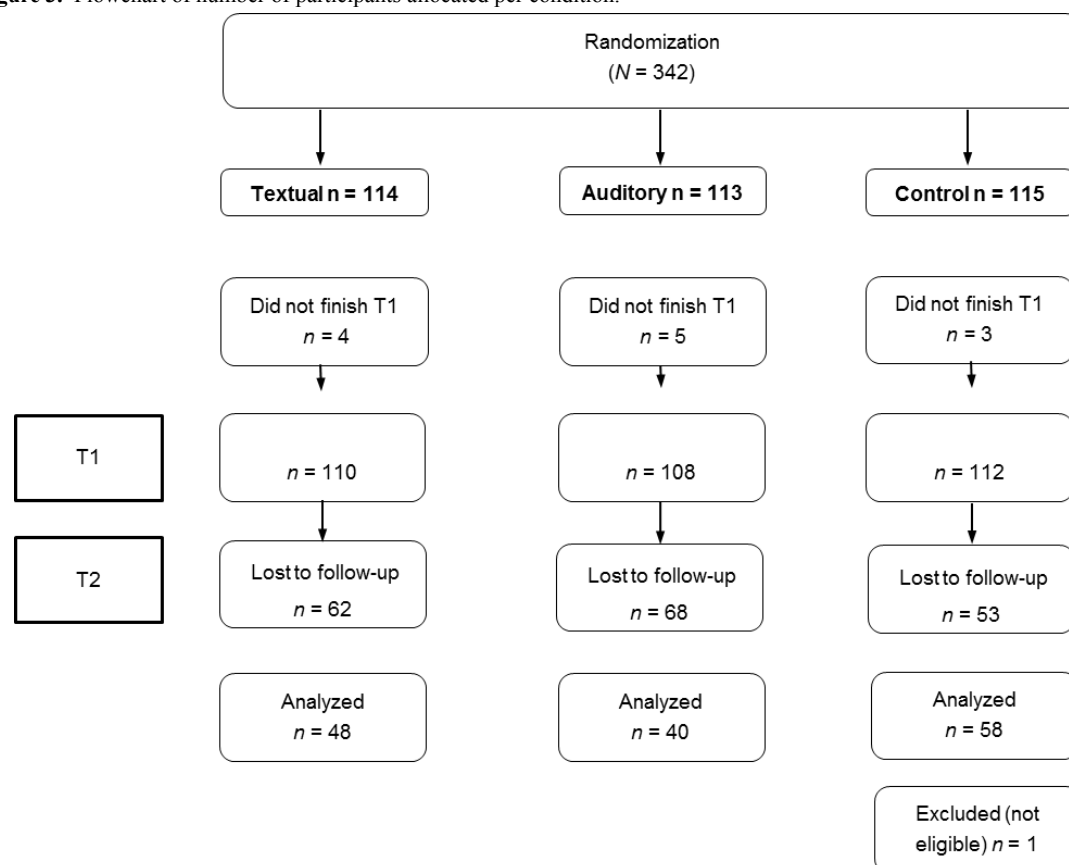 Figure 3. Flowchart of number of participants allocated per condition.
Randomization
(N = 342)
Textual n = 114
Auditory n = 113
Control n = 115
Did not finish T1
n = 4
Did not finish T1
n = 5
Did not finish T1
n = 3
T1
n = 110
n = 108
n = 112
T2
Lost to follow-up
n = 62
Lost to follow-up
n = 68
Lost to follow-up
n = 53
Analyzed
n = 48
Analyzed
n = 40
Analyzed
n = 58
Excluded (not
eligible) n = 1